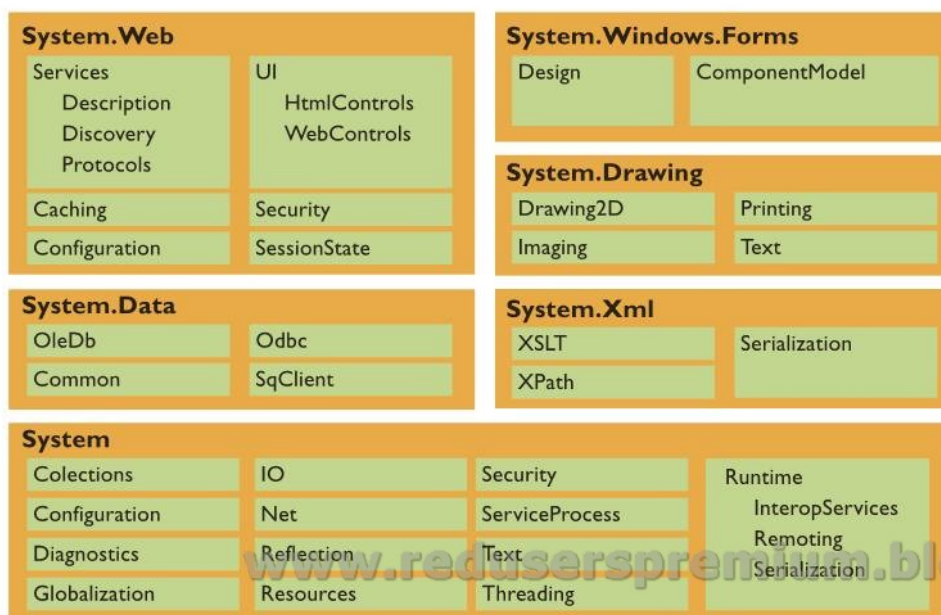 System.Web
Services
Description
Discovery
Protocols
UI
HtmlControls
WebControls
Caching
Security
Configuration
SessionState
System.Windows.Forms
Design
ComponentModel
System.Drawing
Drawing2D
Printing
Imaging
Text
System.Data
OleDb
Odbc
Common
SqClient
System.Xml
XSLT
Serialization
XPath
System
Colections
IO
Security
Configuration
Net
ServiceProcess
Diagnostics
Reflection
Text
Globalization
Resources
Threading
Runtime
InteropServices
Remoting
Serialization
www.reduserspremium.bl